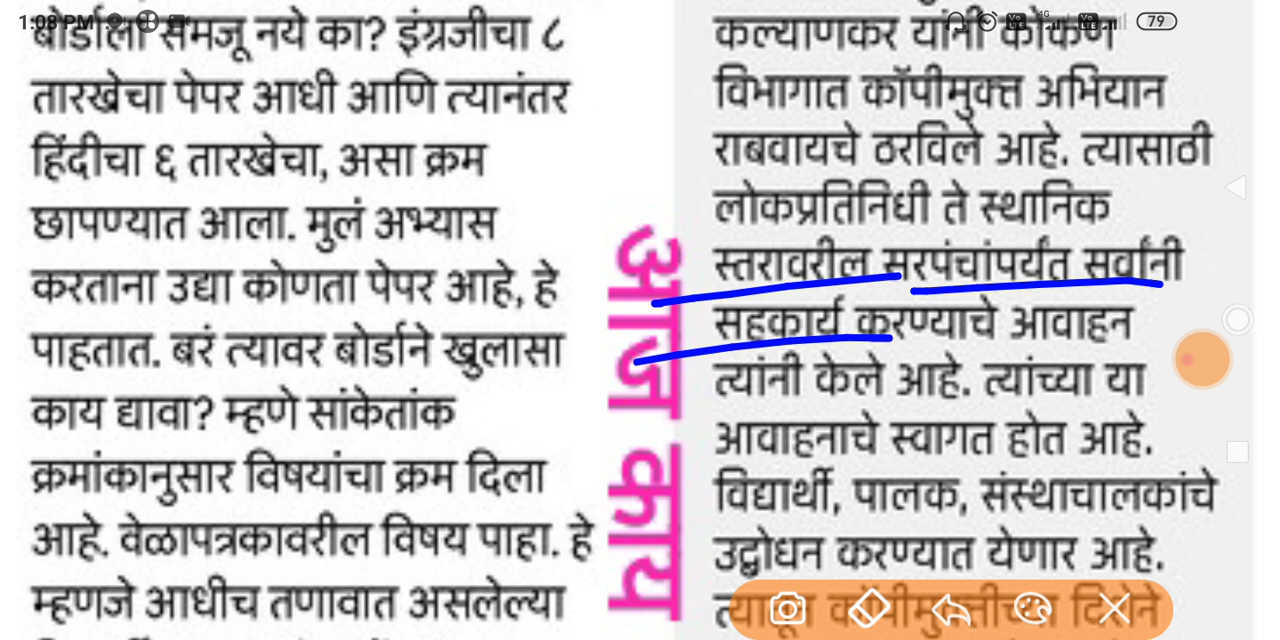 1:08 PM
79
बोर्डाला समजू नये का? इंग्रजीचा ८
तारखेचा पेपर आधी आणि त्यानंतर
हिंदीचा ६ तारखेचा, असा क्रम
छापण्यात आला. मुलं अभ्यास
करताना उद्या कोणता पेपर आहे, हे
पाहतात. बरं त्यावर बोर्डाने खुलासा
काय द्यावा? म्हणे सांकेतांक
क्रमांकानुसार विषयांचा क्रम दिला
आहे. वेळापत्रकावरील विषय पाहा. हे
म्हणजे आधीच तणावात असलेल्या
आज काय
कल्याणकर यांनी कोकण
विभागात कॉपीमुक्त अभियान
राबवायचे ठरविले आहे. त्यासाठी
लोकप्रतिनिधी ते स्थानिक
स्तरावरील सरपंचांपर्यंत सर्वांनी
सहकार्य करण्याचे आवाहन
त्यांनी केले आहे. त्यांच्या या
आवाहनाचे स्वागत होत आहे.
विद्यार्थी, पालक, संस्थाचालकांचे
उद्बोधन करण्यात येणार आहे.
त्यातून कॉपीमुक्तीच्या दिशेने